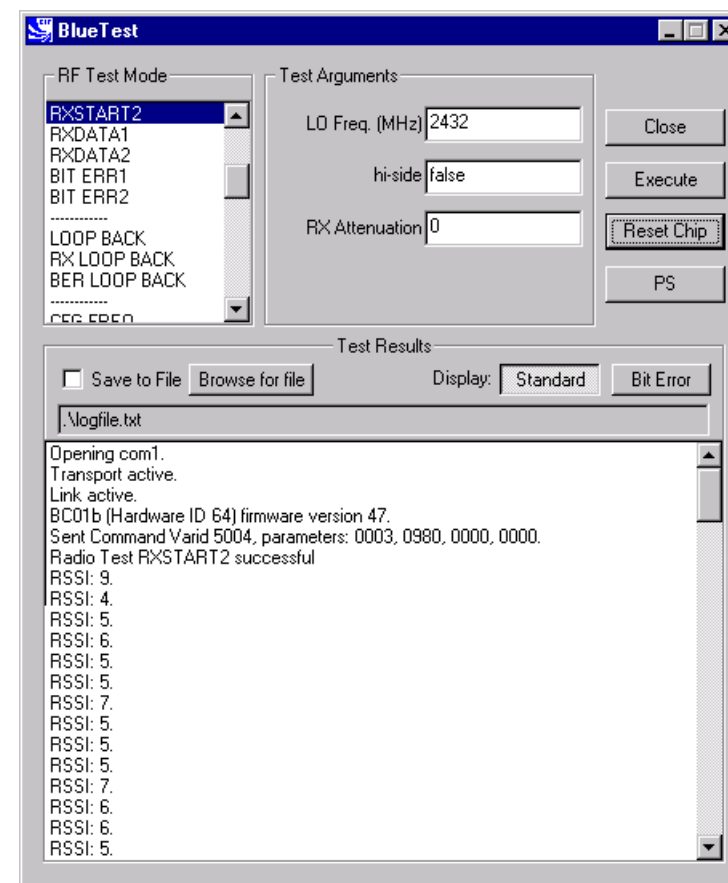 BlueTest
RF Test Mode
RXSTART2
RXDATA1
RXDATA2
BIT ERR1
BIT ERR2
------------
LOOP BACK
RX LOOP BACK
BER LOOP BACK
------------
CFG FREQ
Test Arguments
LO Freq. (MHz) 2432
hi-side false
RX Attenuation 0
Close
Execute
Reset Chip
PS
Test Results
Save to File Browse for file Display: Standard Bit Error
.\logfile.txt
Opening com1.
Transport active.
Link active.
BC01b (Hardware ID 64) firmware version 47.
Sent Command Varid 5004, parameters: 0003, 0980, 0000, 0000.
Radio Test RXSTART2 successful
RSSI: 9.
RSSI: 4.
RSSI: 5.
RSSI: 6.
RSSI: 5.
RSSI: 5.
RSSI: 7.
RSSI: 5.
RSSI: 5.
RSSI: 5.
RSSI: 7.
RSSI: 6.
RSSI: 6.
RSSI: 5.